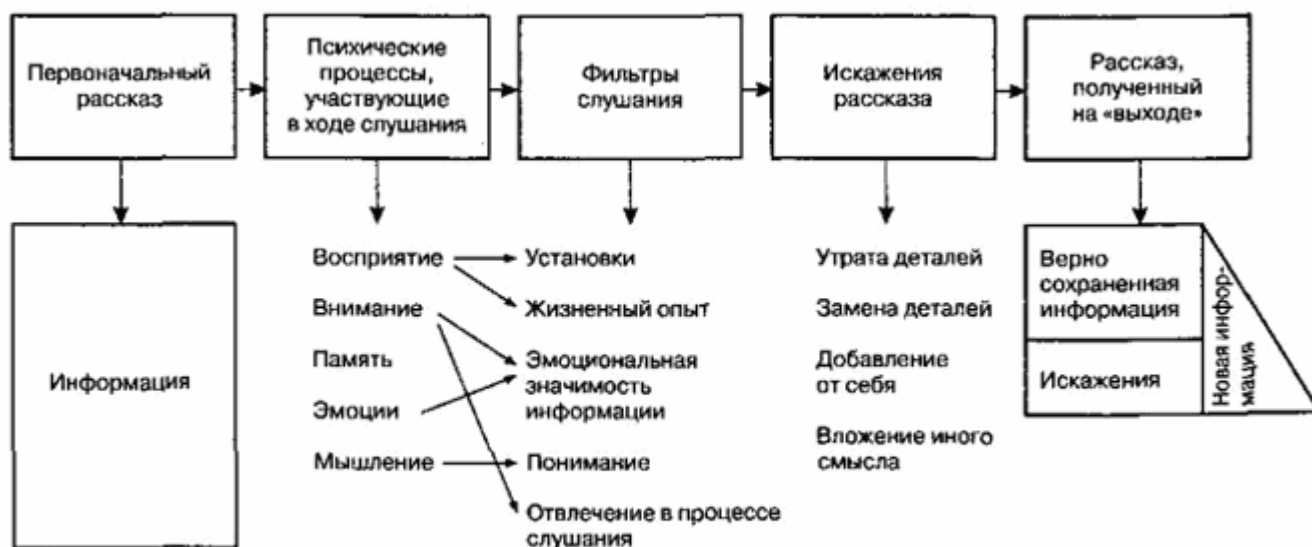 Первоначальный
рассказ
Психические
процессы,
участвующие
в ходе слушания
Фильтры
слушания
Искажения
рассказа
Рассказ,
полученный
на «выходе»
Информация
Восприятие
Внимание
Память
Эмоции
Мышление
Установки
Жизненный опыт
Эмоциональная
значимость
информации
Понимание
Отвлечение в процессе
слушания
Утрата деталей
Замена деталей
Добавление
от себя
Вложение иного
смысла
Верно
сохраненная
информация
Искажения
Новая инфор-
мация